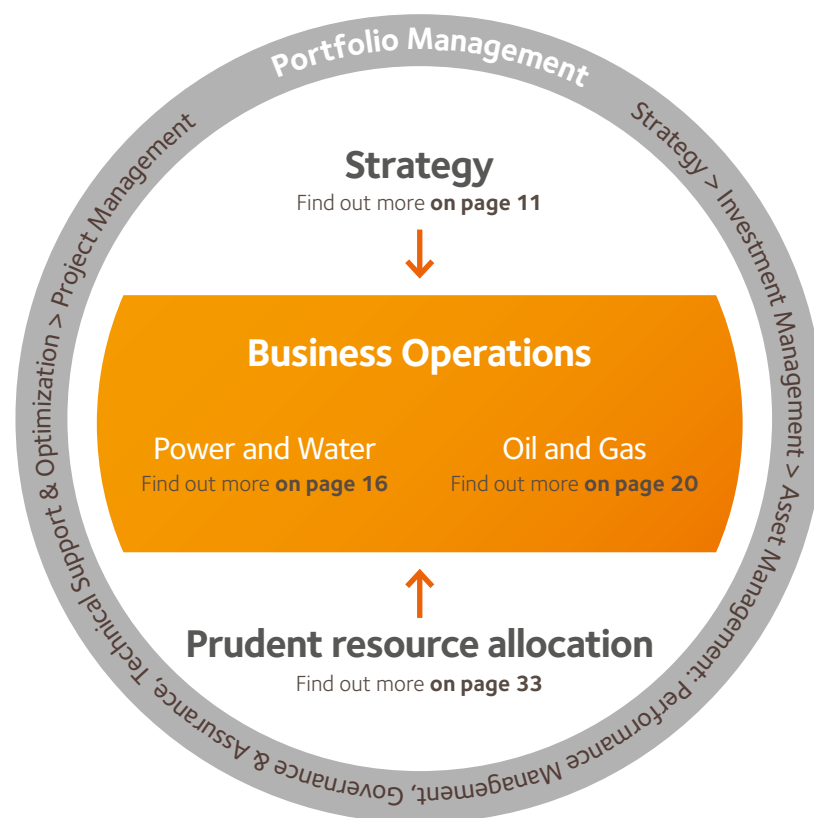 Portfolio Management
Strategy > Investment Management > Asset Management: Performance Management, Governance & Assurance, Technical Support & Optimization > Project Management
Strategy
Find out more on page 11
Business Operations
Power and Water
Find out more on page 16
Oil and Gas
Find out more on page 20
Prudent resource allocation
Find out more on page 33